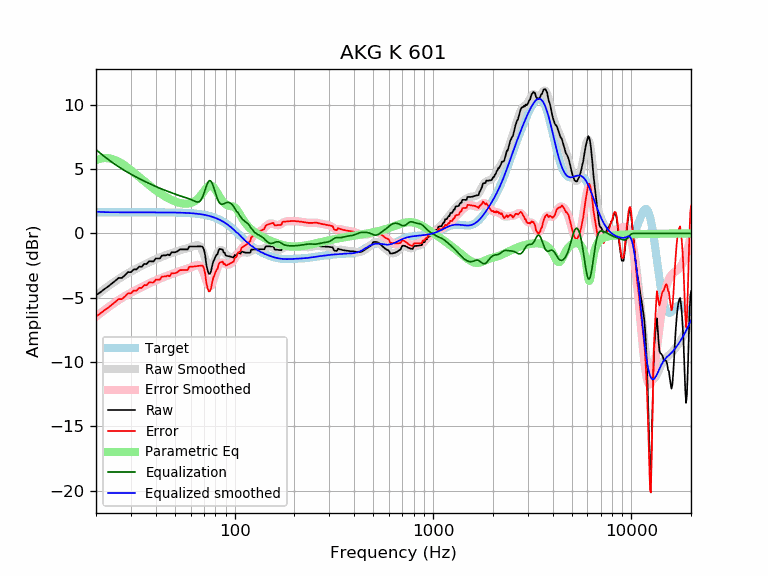 AKG K 601
Amplitude (dBr)
10
5
0
−5
−10
−15
−20
Target
Raw Smoothed
Error Smoothed
Raw
Error
Parametric Eq
Equalization
Equalized smoothed
100
1000
10000
Frequency (Hz)